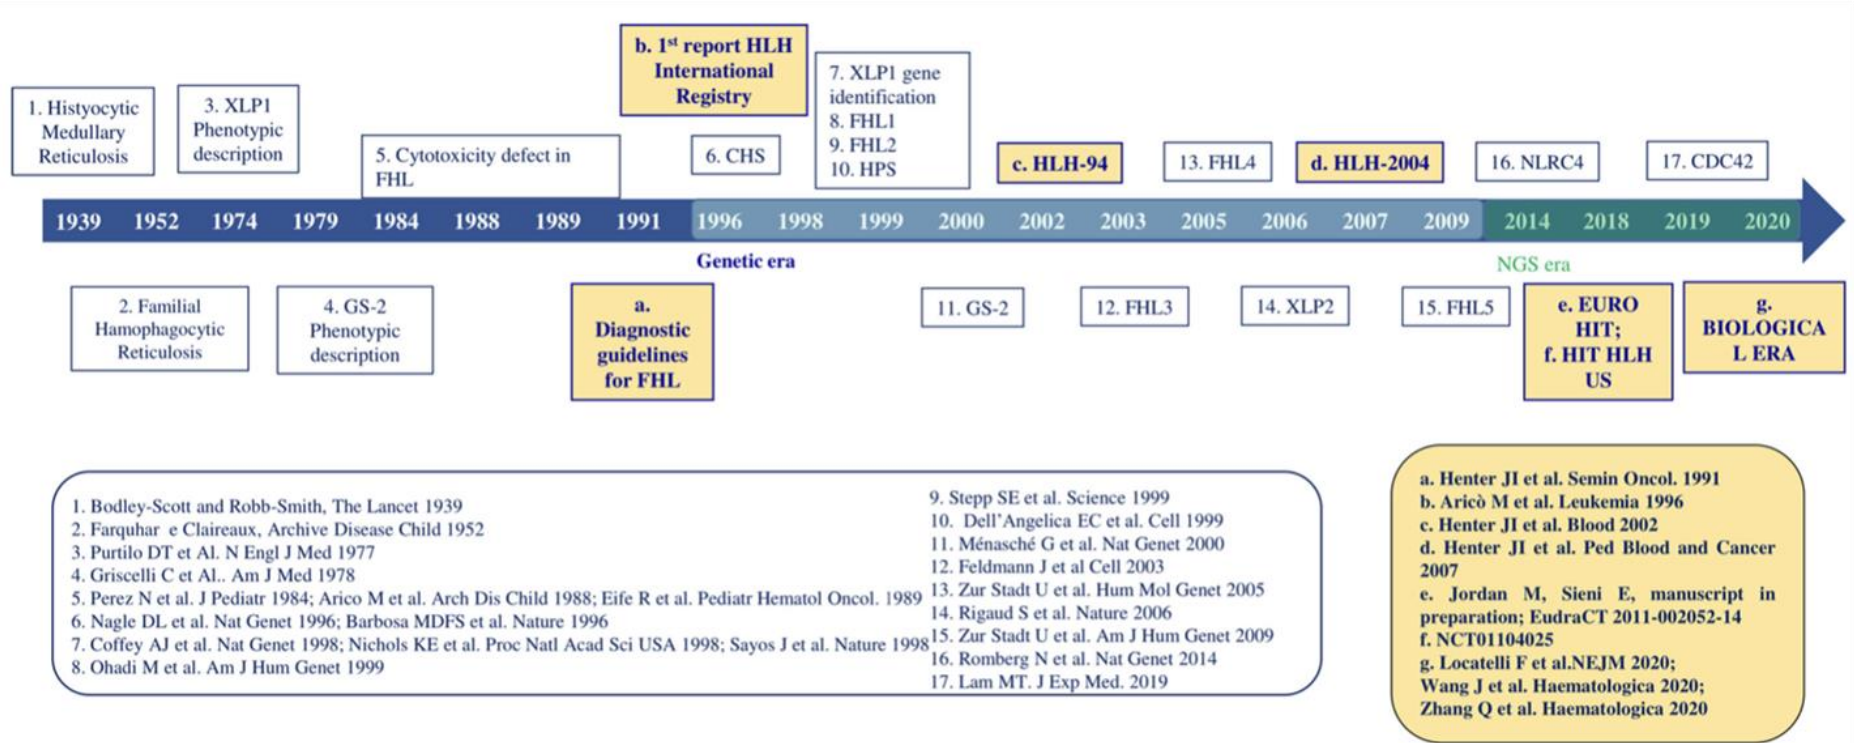 b. 1st report HLH
International
Registry
1. Histyocytic
Medullary
Reticulosis
3. XLP1
Phenotypic
description
5. Cytotoxicity defect in
FHL
6. CHS
7. XLP1 gene
identification
8. FHL1
9. FHL2
10. HPS
c. HLH-94
13. FHL4
d. HLH-2004
16. NLRC4
17. CDC42
1939 1952 1974 1979 1984 1988 1989 1991 1996 1998 1999 2000 2002 2003 2005 2006 2007 2009 2014 2018 2019 2020
Genetic era
NGS era
2. Familial
Hamophagocytic
Reticulosis
4. GS-2
Phenotypic
description
a.
Diagnostic
guidelines
for FHL
11. GS-2
12. FHL3
14. XLP2
15. FHL5
e. EURO
HIT;
f. HIT HLH
US
g.
BIOLOGICA
L ERA
1. Bodley-Scott and Robb-Smith, The Lancet 1939
2. Farquhar e Claireaux, Archive Disease Child 1952
3. Purtilo DT et Al. N Engl J Med 1977
4. Griscelli C et Al.. Am J Med 1978
5. Perez N et al. J Pediatr 1984; Arico M et al. Arch Dis Child 1988; Eife R et al. Pediatr Hematol Oncol. 1989
6. Nagle DL et al. Nat Genet 1996; Barbosa MDFS et al. Nature 1996
7. Coffey AJ et al. Nat Genet 1998; Nichols KE et al. Proc Natl Acad Sci USA 1998; Sayos J et al. Nature 1998
8. Ohadi M et al. Am J Hum Genet 1999
9. Stepp SE et al. Science 1999
10. Dell'Angelica EC et al. Cell 1999
11. Ménasché G et al. Nat Genet 2000
12. Feldmann J et al Cell 2003
13. Zur Stadt U et al. Hum Mol Genet 2005
14. Rigaud S et al. Nature 2006
15. Zur Stadt U et al. Am J Hum Genet 2009
16. Romberg N et al. Nat Genet 2014
17. Lam MT. J Exp Med. 2019
a. Henter JI et al. Semin Oncol. 1991
b. Aricò M et al. Leukemia 1996
c. Henter JI et al. Blood 2002
d. Henter JI et al. Ped Blood and Cancer
2007
e. Jordan M, Sieni E, manuscript in
preparation; EudraCT 2011-002052-14
f. NCT01104025
g. Locatelli F et al.NEJM 2020;
Wang J et al. Haematologica 2020;
Zhang Q et al. Haematologica 2020